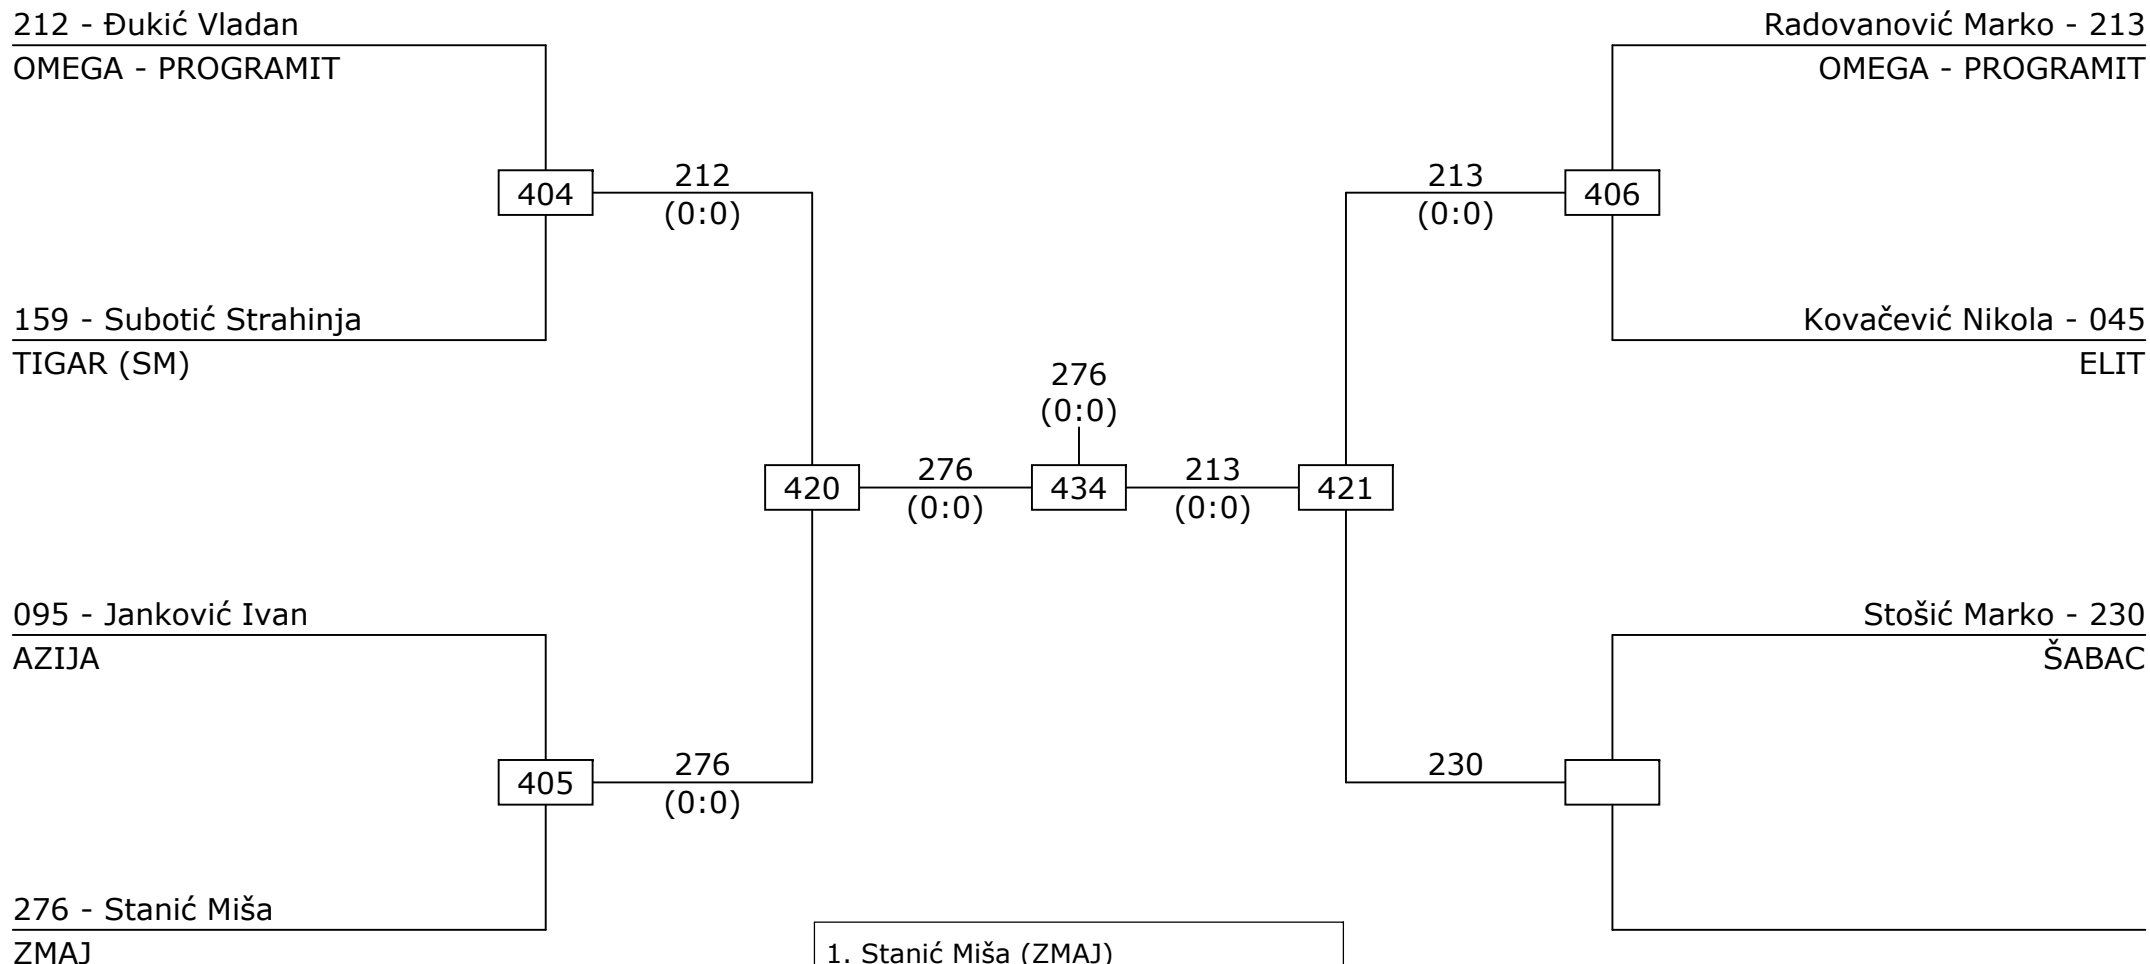 212 - Đukić Vladan
OMEGA - PROGRAMIT
Radovanović Marko - 213
OMEGA - PROGRAMIT
404
212
(0:0)
213
(0:0)
406
159 - Subotić Strahinja
TIGAR (SM)
Kovačević Nikola - 045
ELIT
276
(0:0)
420
276
(0:0)
434
213
(0:0)
421
095 - Janković Ivan
AZIJA
Stošić Marko - 230
ŠABAC
405
276
(0:0)
230
276 - Stanić Miša
ZMAJ
1. Stanić Miša (ZMAJ)